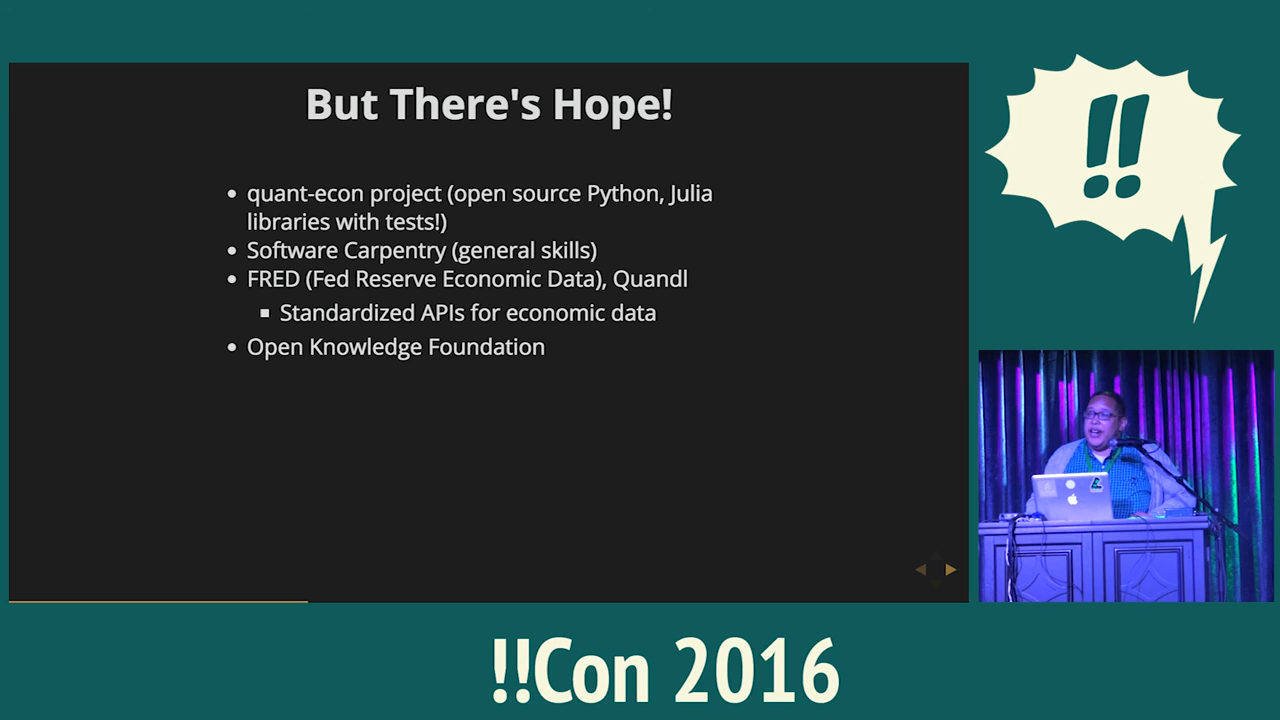 But There's Hope!
• quant-econ project (open source Python, Julia
libraries with tests!)
• Software Carpentry (general skills)
• FRED (Fed Reserve Economic Data), Quandl
▪ Standardized APIs for economic data
• Open Knowledge Foundation
!!
!!Con 2016